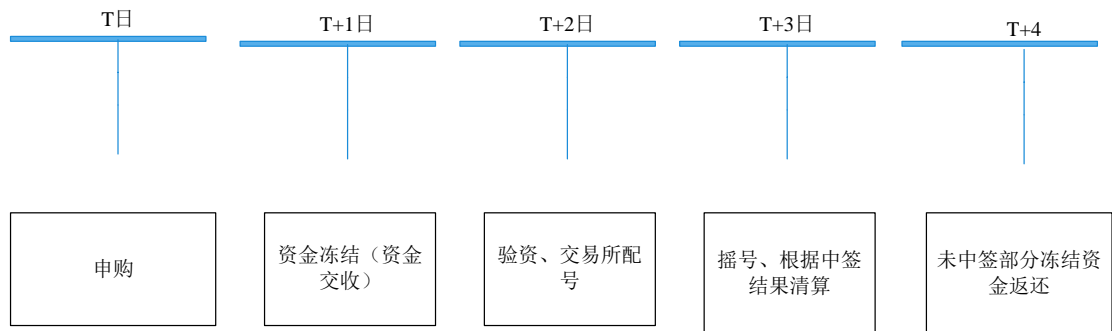 T日
T+1日
T+2日
T+3日
T+4
申购
资金冻结（资金
交收）
验资、交易所配
号
摇号、根据中签
结果清算
未中签部分冻结资
金返还